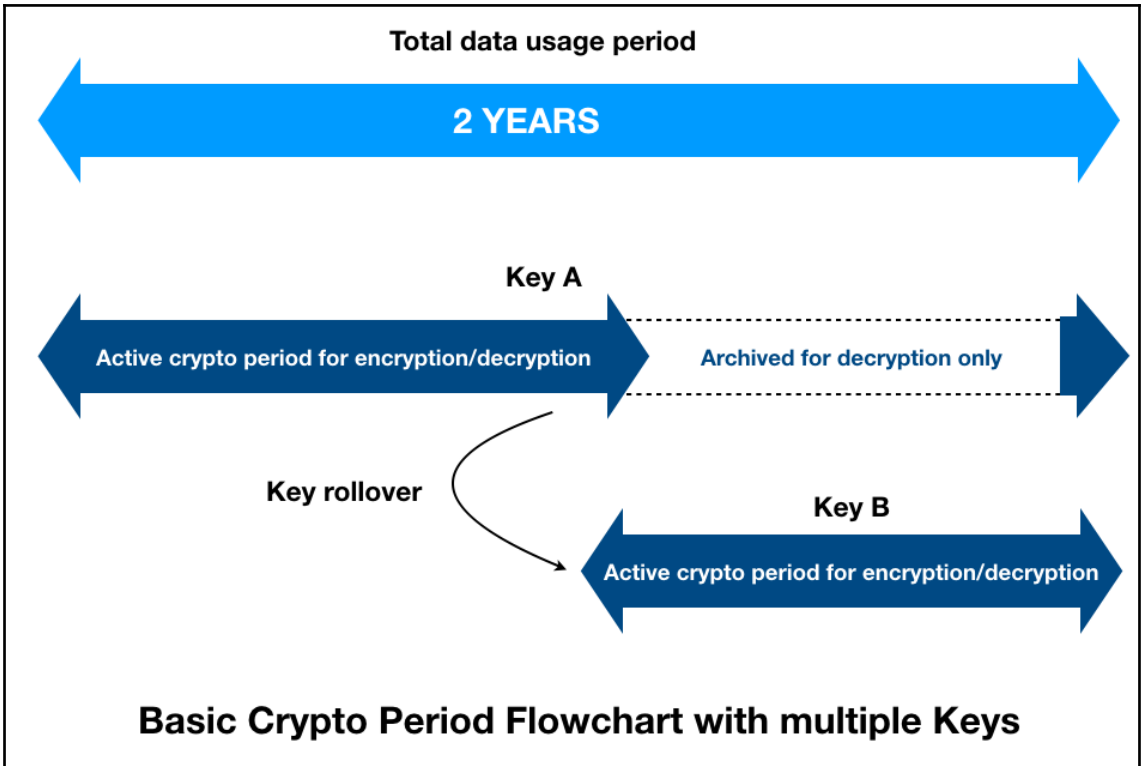 Total data usage period
2 YEARS
Key A
Active crypto period for encryption/decryption
Archived for decryption only
Key rollover
Key B
Active crypto period for encryption/decryption
Basic Crypto Period Flowchart with multiple Keys